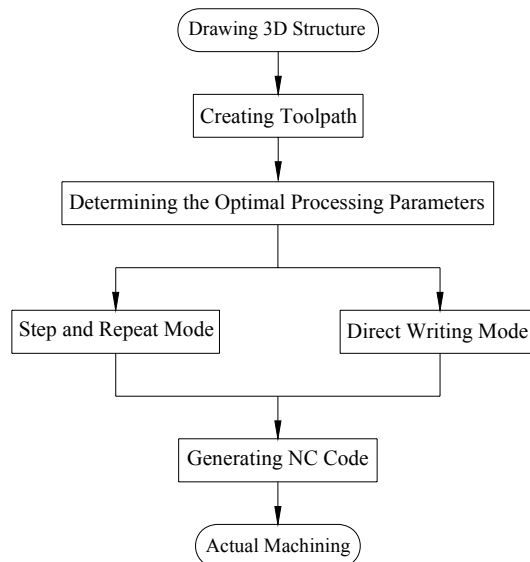 Drawing 3D Structure
Creating Toolpath
Determining the Optimal Processing Parameters
Step and Repeat Mode
Direct Writing Mode
Generating NC Code
Actual Machining